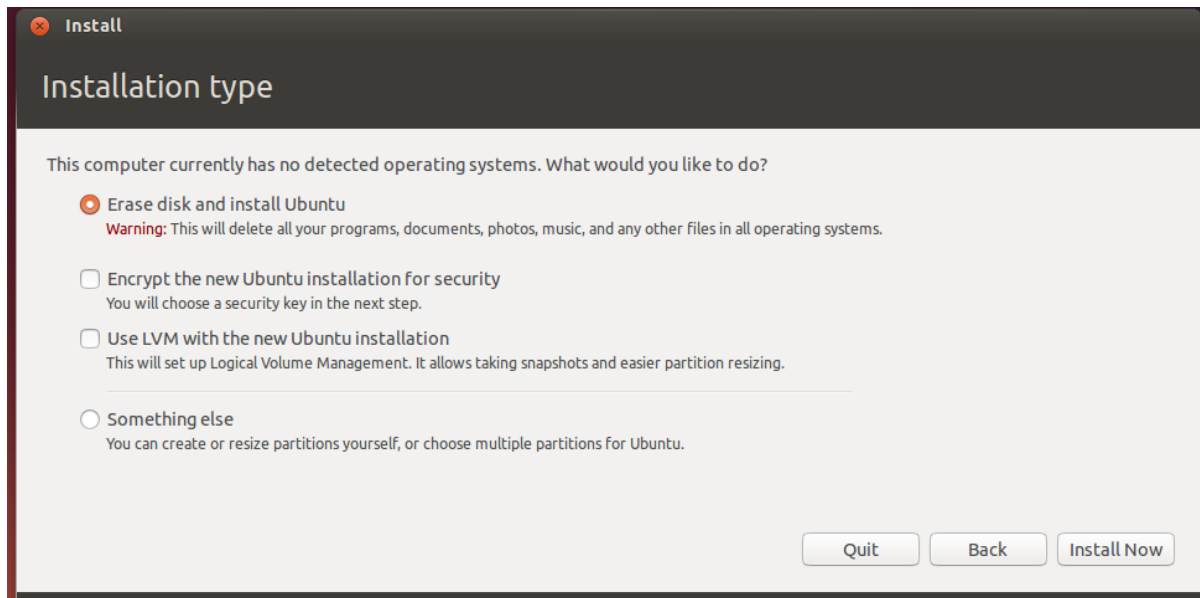 Install
Installation type
This computer currently has no detected operating systems. What would you like to do?
Erase disk and install Ubuntu
Warning: This will delete all your programs, documents, photos, music, and any other files in all operating systems.
Encrypt the new Ubuntu installation for security
You will choose a security key in the next step.
Use LVM with the new Ubuntu installation
This will set up Logical Volume Management. It allows taking snapshots and easier partition resizing.
Something else
You can create or resize partitions yourself, or choose multiple partitions for Ubuntu.
Quit Back Install Now